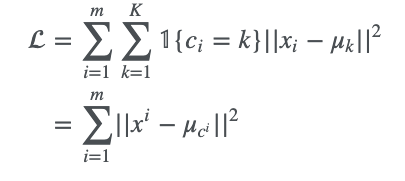 ℒ = ∑_{i=1}^{m} ∑_{k=1}^{K} 𝟙{c_i = k}||x_i − μ_k||²
= ∑_{i=1}^{m} ||x^i − μ_{c^i}||²